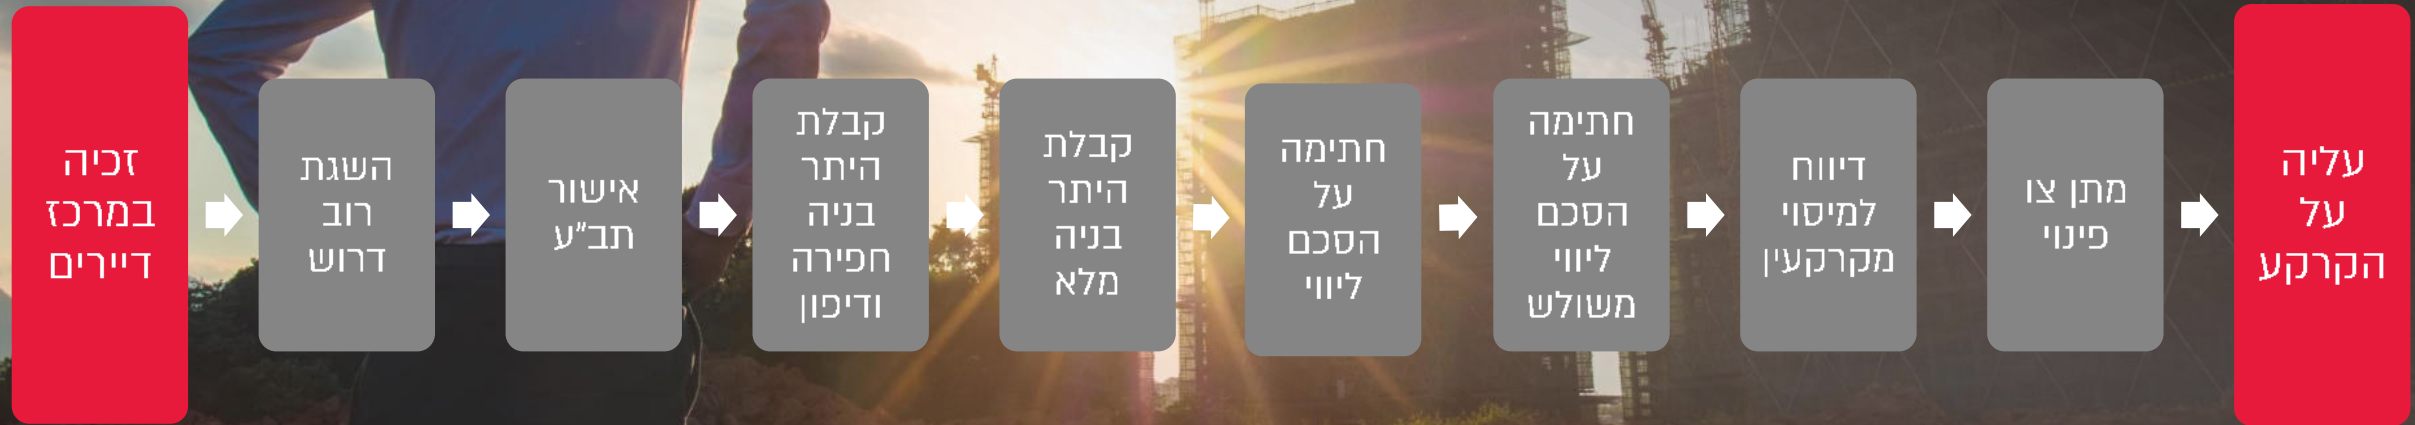 זכיה
במרכז
דיירים
השגת
רוב
דרוש
אישור
תב"ע
קבלת
היתר
בניה
חפירה
ודיפון
קבלת
היתר
בניה
מלא
חתימה
על
הסכם
ליווי
חתימה
על
הסכם
ליווי
משולש
דיווח
למיסוי
מקרקעין
מתן צו
פינוי
עליה
על
הקרקע